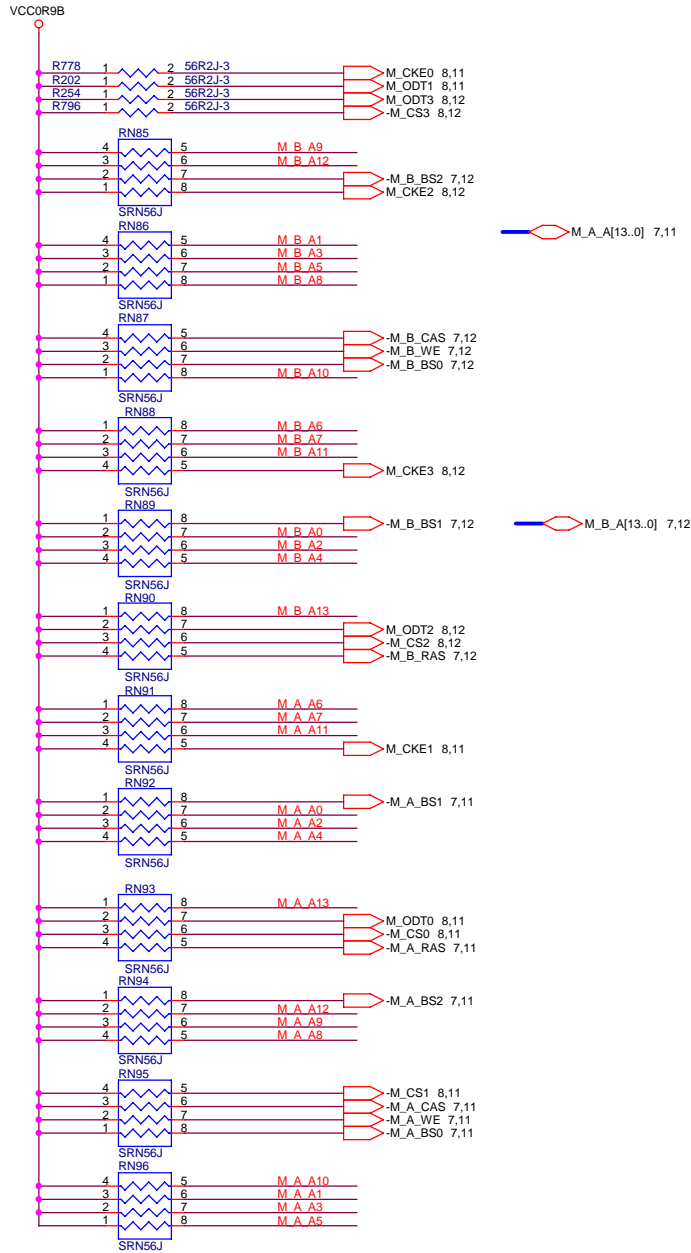 VCC0R9B
R778 1 2 56R2J-3 M_CKE0 8,11
R202 1 2 56R2J-3 M_ODT1 8,11
R254 1 2 56R2J-3 M_ODT3 8,12
R796 1 2 56R2J-3 -M_CS3 8,12
RN85
4 5 M_B_A9
3 6 M_B_A12
2 7 -M_B_BS2 7,12
1 8 M_CKE2 8,12
SRN56J
M_A_A[13..0] 7,11
RN86
4 5 M_B_A1
3 6 M_B_A3
2 7 M_B_A5
1 8 M_B_A8
SRN56J
RN87
4 5 -M_B_CAS 7,12
3 6 -M_B_WE 7,12
2 7 -M_B_BS0 7,12
1 8 M_B_A10
SRN56J
RN88
1 8 M_B_A6
2 7 M_B_A7
3 6 M_B_A11
4 5 M_CKE3 8,12
SRN56J
RN89
1 8 -M_B_BS1 7,12 M_B_A[13..0] 7,12
2 7 M_B_A0
3 6 M_B_A2
4 5 M_B_A4
SRN56J
RN90
1 8 M_B_A13
2 7 M_ODT2 8,12
3 6 -M_CS2 8,12
4 5 -M_B_RAS 7,12
SRN56J
RN91
1 8 M_A_A6
2 7 M_A_A7
3 6 M_A_A11
4 5 M_CKE1 8,11
SRN56J
RN92
1 8 -M_A_BS1 7,11
2 7 M_A_A0
3 6 M_A_A2
4 5 M_A_A4
SRN56J
RN93
1 8 M_A_A13
2 7 M_ODT0 8,11
3 6 -M_CS0 8,11
4 5 -M_A_RAS 7,11
SRN56J
RN94
1 8 -M_A_BS2 7,11
2 7 M_A_A12
3 6 M_A_A9
4 5 M_A_A8
SRN56J
RN95
4 5 -M_CS1 8,11
3 6 -M_A_CAS 7,11
2 7 -M_A_WE 7,11
1 8 -M_A_BS0 7,11
SRN56J
RN96
4 5 M_A_A10
3 6 M_A_A1
2 7 M_A_A3
1 8 M_A_A5
SRN56J